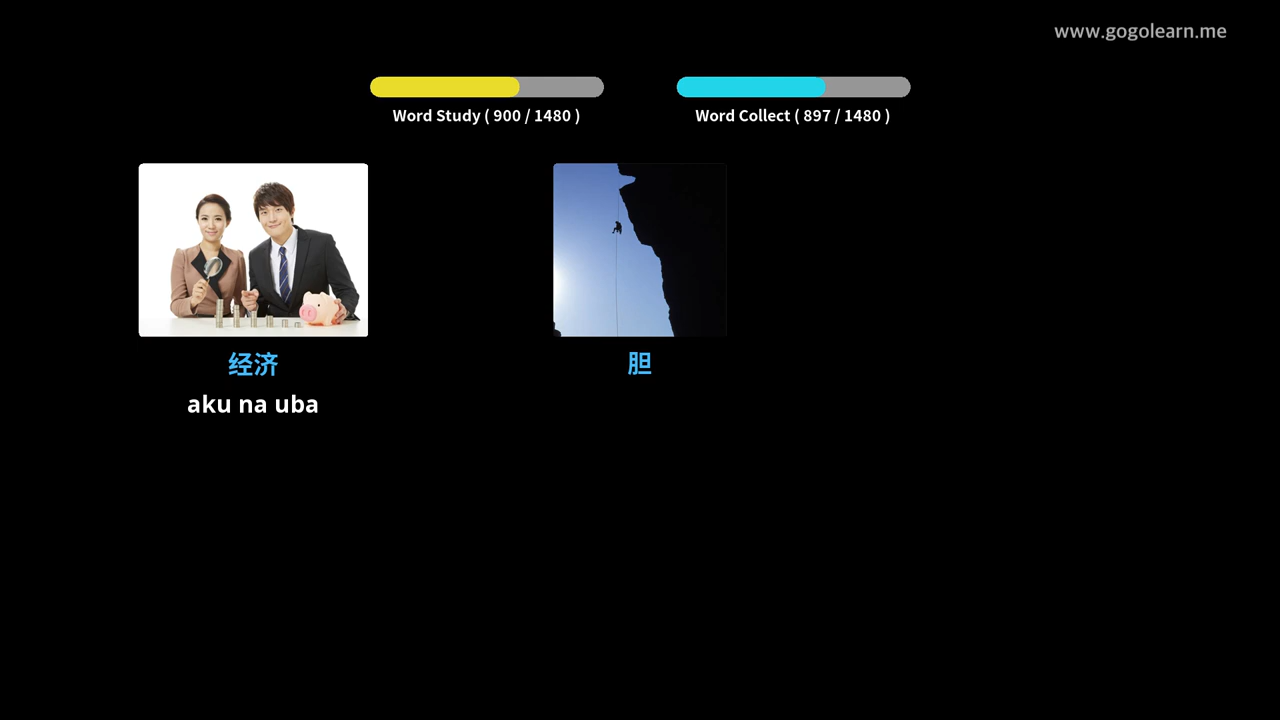 www.gogolearn.me
Word Study ( 900 / 1480 )
Word Collect ( 897 / 1480 )
经济
胆
aku na uba